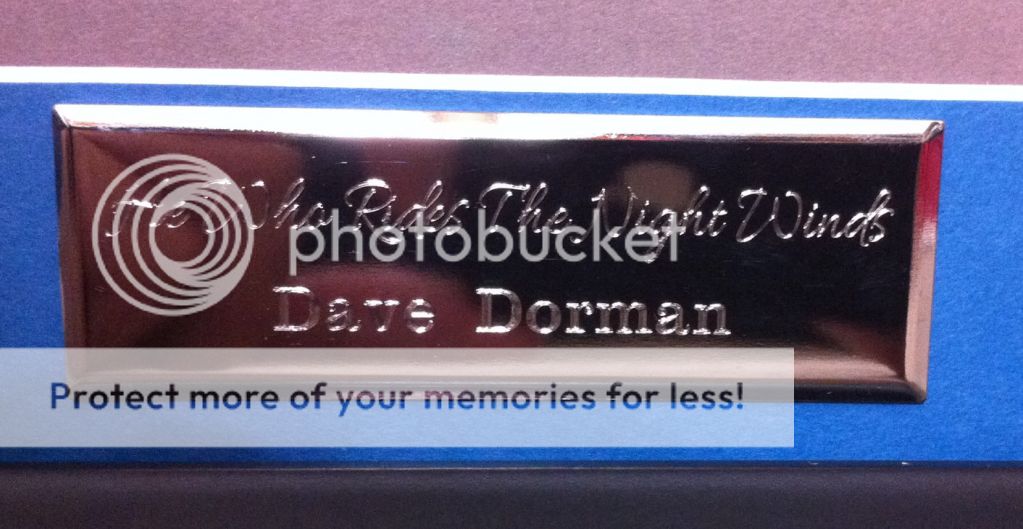 He Who Rides The Night Winds
photobucket
Dave Dorman
Protect more of your memories for less!